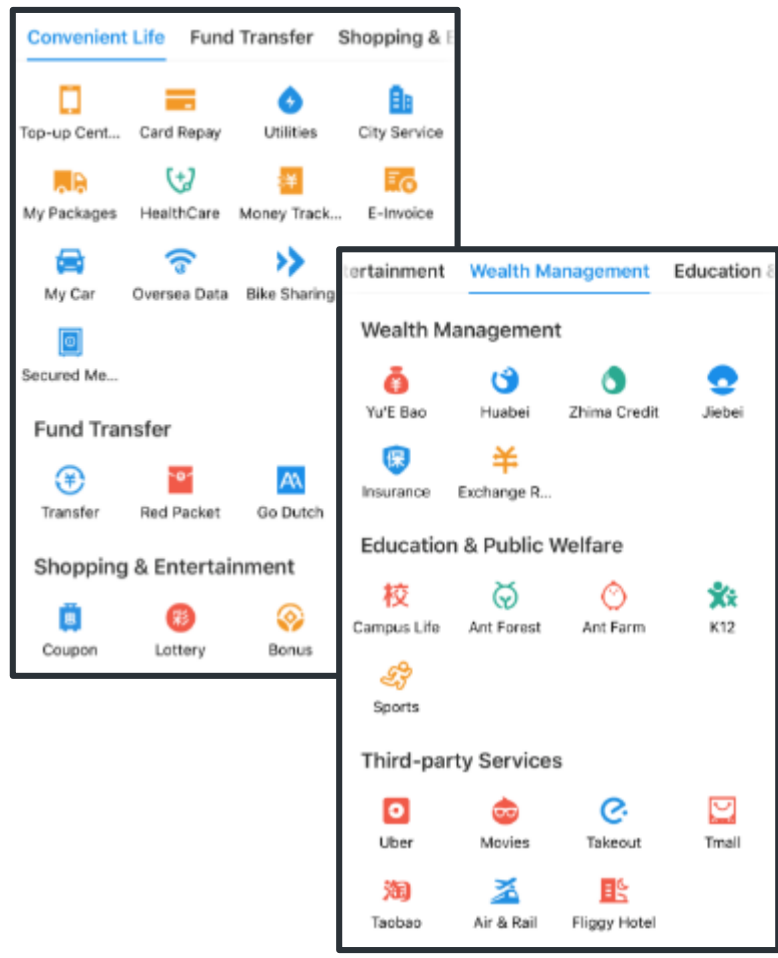 Convenient Life Fund Transfer Shopping & E
Top-up Cent... Card Repay Utilities City Service
My Packages HealthCare Money Track... E-Invoice
My Car Oversea Data Bike Sharing
Secured Me...
Fund Transfer
Transfer Red Packet Go Dutch
Shopping & Entertainment
彩
Coupon Lottery Bonus
tertainment Wealth Management Education &
Wealth Management
¥
Yu'E Bao Huabei Zhima Credit Jiebei
保
Insurance Exchange R...
Education & Public Welfare
校
Campus Life Ant Forest Ant Farm K12
Sports
Third-party Services
Uber Movies Takeout Tmall
淘
Taobao Air & Rail Fliggy Hotel